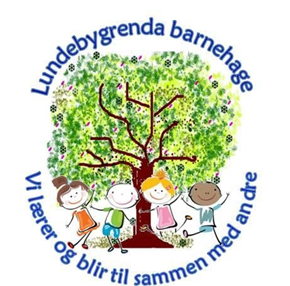 Lundebygrenda barnehage
Vi lærer og blir til sammen med andre